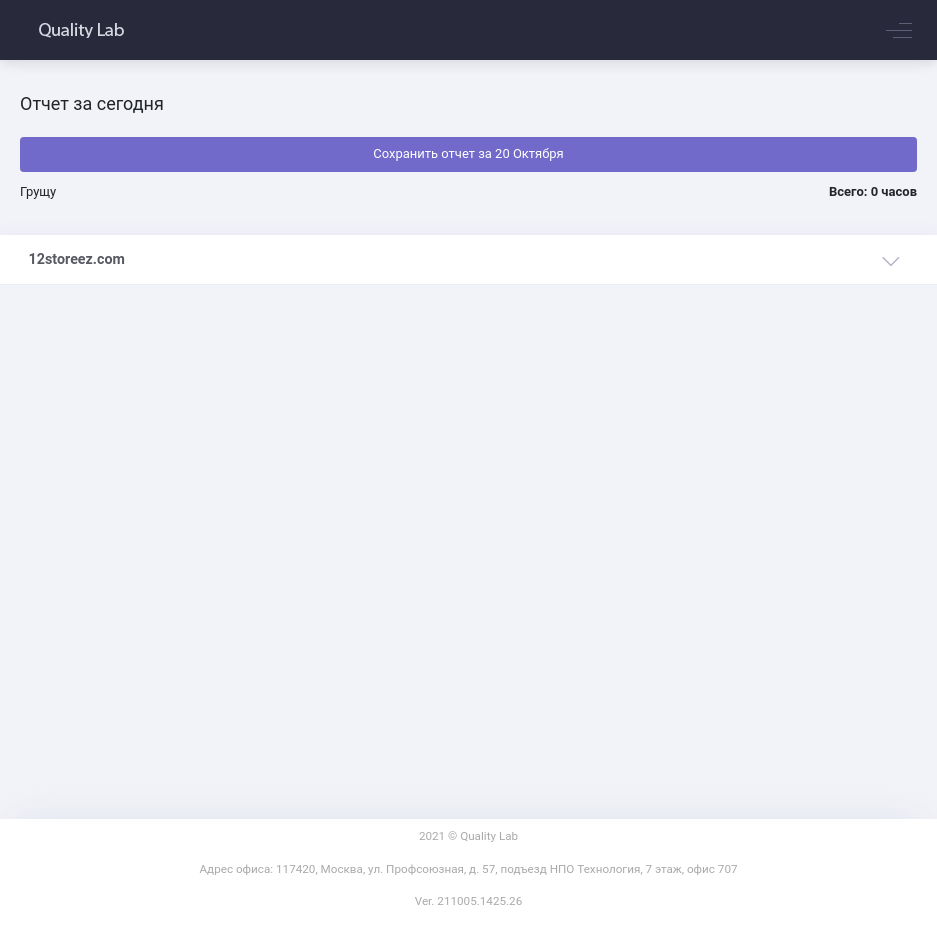 Quality Lab
Отчет за сегодня
Сохранить отчет за 20 Октября
Грущу
Всего: 0 часов
12storeez.com
2021 © Quality Lab
Адрес офиса: 117420, Москва, ул. Профсоюзная, д. 57, подъезд НПО Технология, 7 этаж, офис 707
Ver. 211005.1425.26